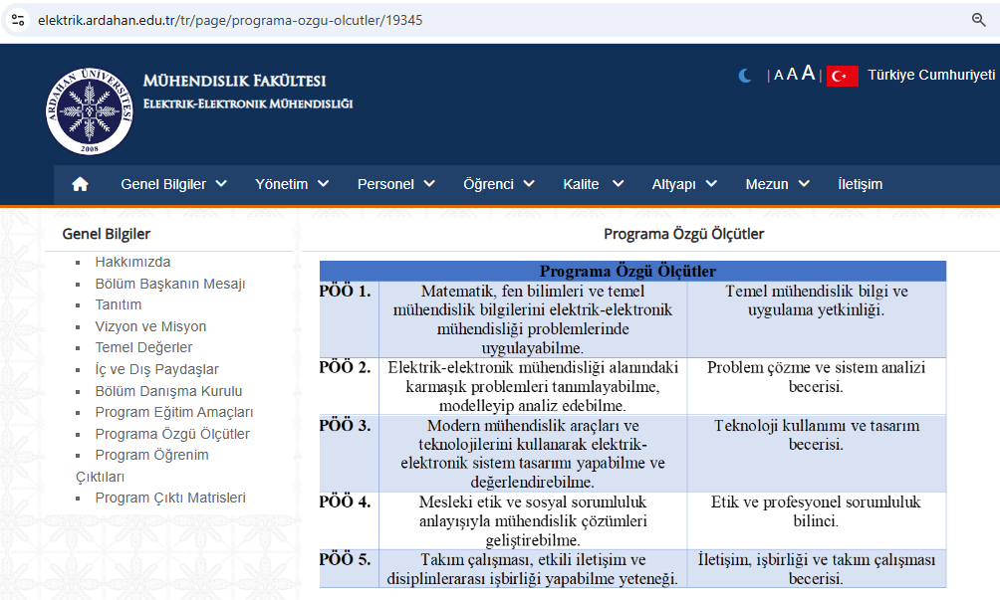 elektrik.ardahan.edu.tr/tr/page/programa-ozgu-olcutler/19345
ARDAHAN ÜNİVERSİTESİ
2008
MÜHENDISLIK FAKÜLTESI
ELEKTRIK-ELEKTRONIK MÜHENDISLIĞI
| A A A |
Türkiye Cumhuriyeti
Genel Bilgiler
Yönetim
Personel
Öğrenci
Kalite
Altyapı
Mezun
İletişim
Genel Bilgiler
Hakkımızda
Bölüm Başkanın Mesajı
Tanıtım
Vizyon ve Misyon
Temel Değerler
İç ve Dış Paydaşlar
Bölüm Danışma Kurulu
Program Eğitim Amaçları
Programa Özgü Ölçütler
Program Öğrenim
Çıktıları
Program Çıktı Matrisleri
Programa Özgü Ölçütler
Programa Özgü Ölçütler
PÖÖ 1.
Matematik, fen bilimleri ve temel
mühendislik bilgilerini elektrik-elektronik
mühendisliği problemlerinde
uygulayabilme.
Temel mühendislik bilgi ve
uygulama yetkinliği.
PÖÖ 2.
Elektrik-elektronik mühendisliği alanındaki
karmaşık problemleri tanımlayabilme,
modelleyip analiz edebilme.
Problem çözme ve sistem analizi
becerisi.
PÖÖ 3.
Modern mühendislik araçları ve
teknolojilerini kullanarak elektrik-
elektronik sistem tasarımı yapabilme ve
değerlendirebilme.
Teknoloji kullanımı ve tasarım
becerisi.
PÖÖ 4.
Mesleki etik ve sosyal sorumluluk
anlayışıyla mühendislik çözümleri
geliştirebilme.
Etik ve profesyonel sorumluluk
bilinci.
PÖÖ 5.
Takım çalışması, etkili iletişim ve
disiplinlerarası işbirliği yapabilme yeteneği.
İletişim, işbirliği ve takım çalışması
becerisi.